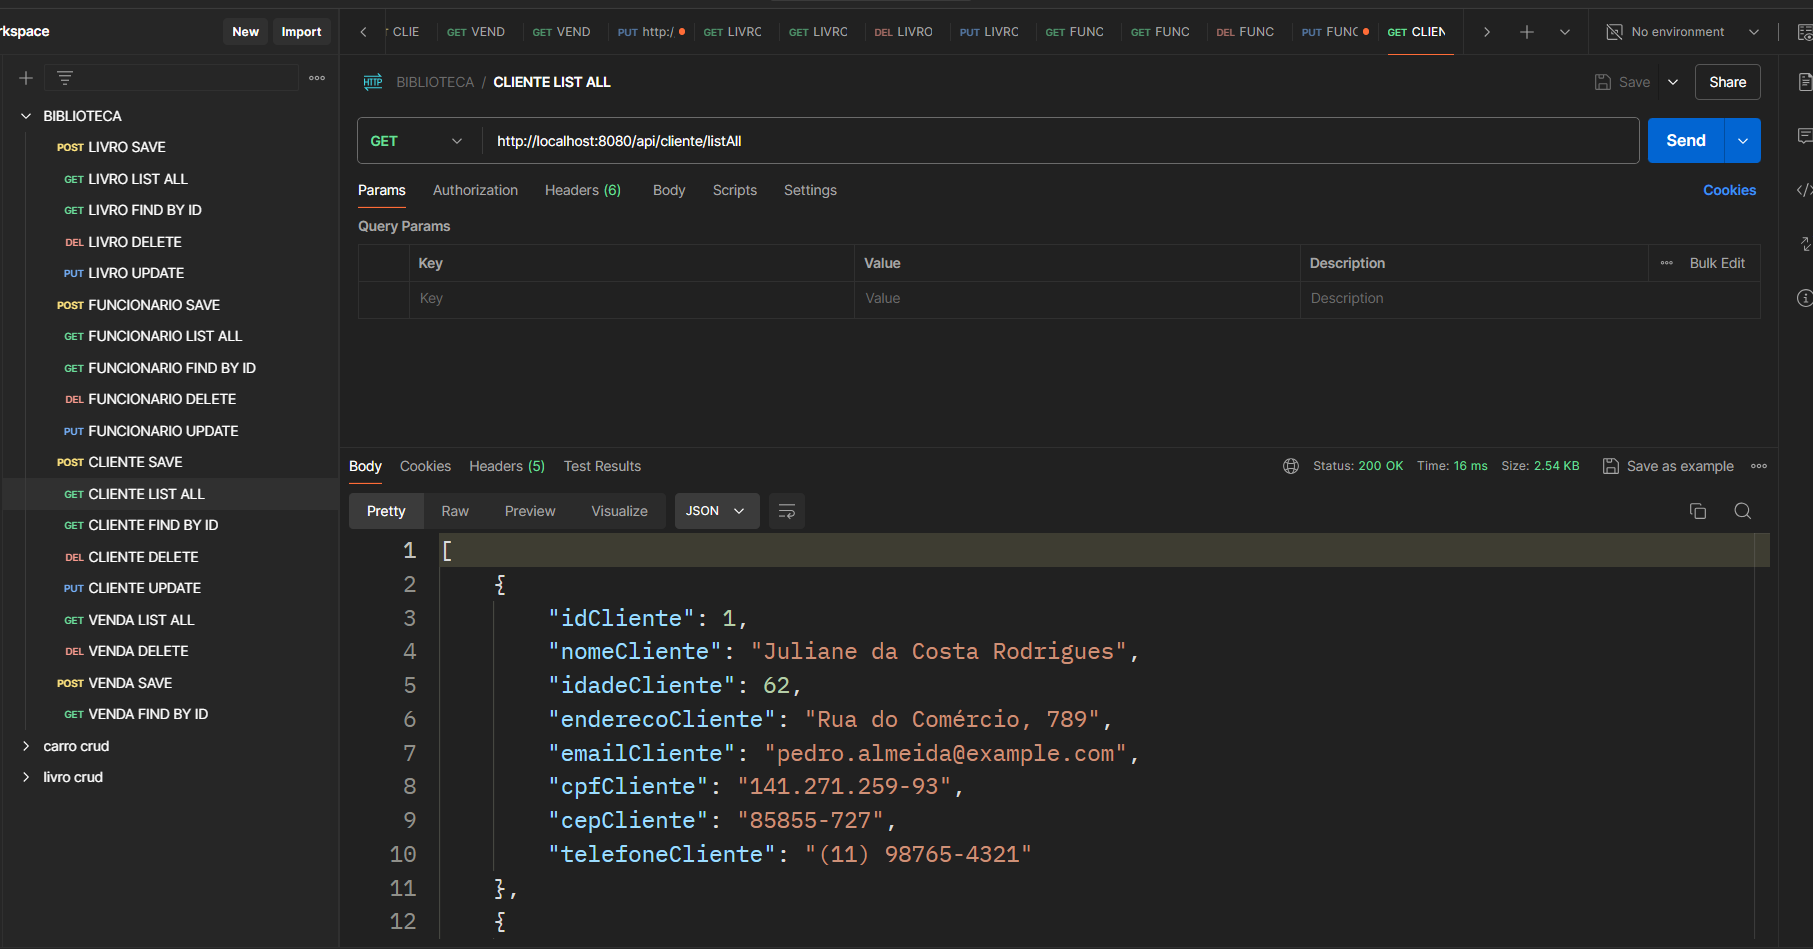 rkspace
New
Import
CLIE
GET VEND
GET VEND
PUT http:/
GET LIVRC
GET LIVRC
DEL LIVRO
PUT LIVRC
GET FUNC
GET FUNC
DEL FUNC
PUT FUNC
GET CLIEN
No environment
BIBLIOTECA
POST LIVRO SAVE
GET LIVRO LIST ALL
GET LIVRO FIND BY ID
DEL LIVRO DELETE
PUT LIVRO UPDATE
POST FUNCIONARIO SAVE
GET FUNCIONARIO LIST ALL
GET FUNCIONARIO FIND BY ID
DEL FUNCIONARIO DELETE
PUT FUNCIONARIO UPDATE
POST CLIENTE SAVE
GET CLIENTE LIST ALL
GET CLIENTE FIND BY ID
DEL CLIENTE DELETE
PUT CLIENTE UPDATE
GET VENDA LIST ALL
DEL VENDA DELETE
POST VENDA SAVE
GET VENDA FIND BY ID
carro crud
livro crud
HTTP BIBLIOTECA / CLIENTE LIST ALL
Save
Share
GET http://localhost:8080/api/cliente/listAll
Send
Params Authorization Headers (6) Body Scripts Settings
Cookies
Query Params
Key Value Description Bulk Edit
Key Value Description
Body Cookies Headers (5) Test Results
Status: 200 OK Time: 16 ms Size: 2.54 KB Save as example
Pretty Raw Preview Visualize JSON
1 [
2 {
3 "idCliente": 1,
4 "nomeCliente": "Juliane da Costa Rodrigues",
5 "idadeCliente": 62,
6 "enderecoCliente": "Rua do Comércio, 789",
7 "emailCliente": "pedro.almeida@example.com",
8 "cpfCliente": "141.271.259-93",
9 "cepCliente": "85855-727",
10 "telefoneCliente": "(11) 98765-4321"
11 },
12 {